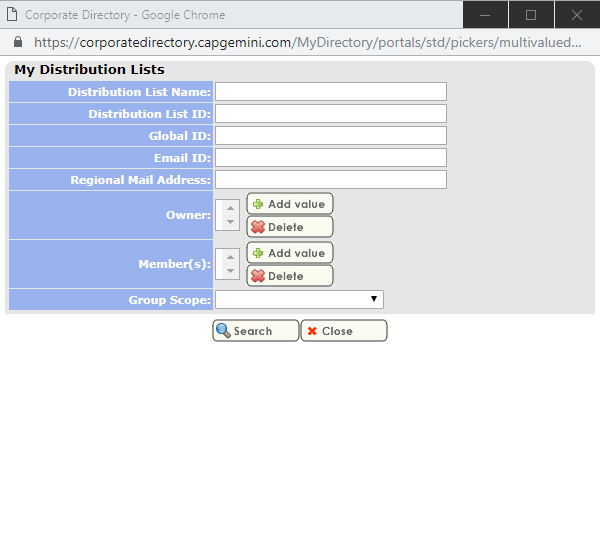 Corporate Directory - Google Chrome
https://corporatedirectory.capgemini.com/MyDirectory/portals/std/pickers/multivalued...
My Distribution Lists
Distribution List Name:
Distribution List ID:
Global ID:
Email ID:
Regional Mail Address:
Owner:
Add value
Delete
Member(s):
Add value
Delete
Group Scope:
Search Close